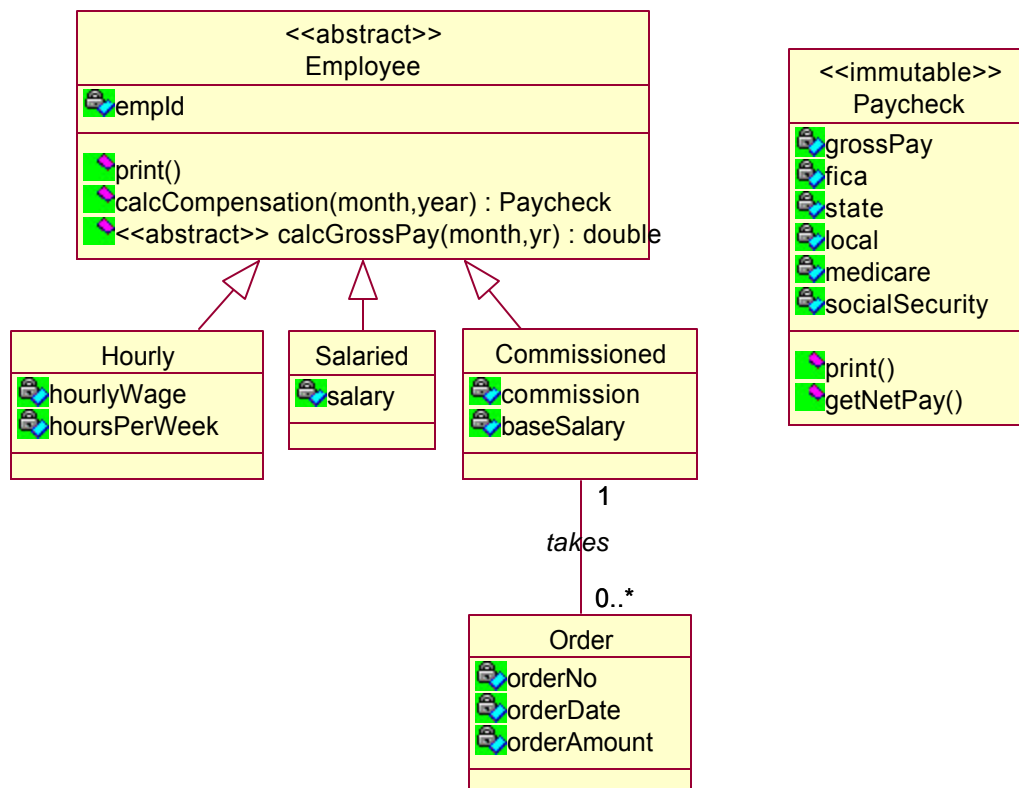 <<abstract>>
Employee
empId
print()
calcCompensation(month,year) : Paycheck
<<abstract>> calcGrossPay(month,yr) : double
<<immutable>>
Paycheck
grossPay
fica
state
local
medicare
socialSecurity
print()
getNetPay()
Hourly
hourlyWage
hoursPerWeek
Salaried
salary
Commissioned
commission
baseSalary
1
takes
0..*
Order
orderNo
orderDate
orderAmount